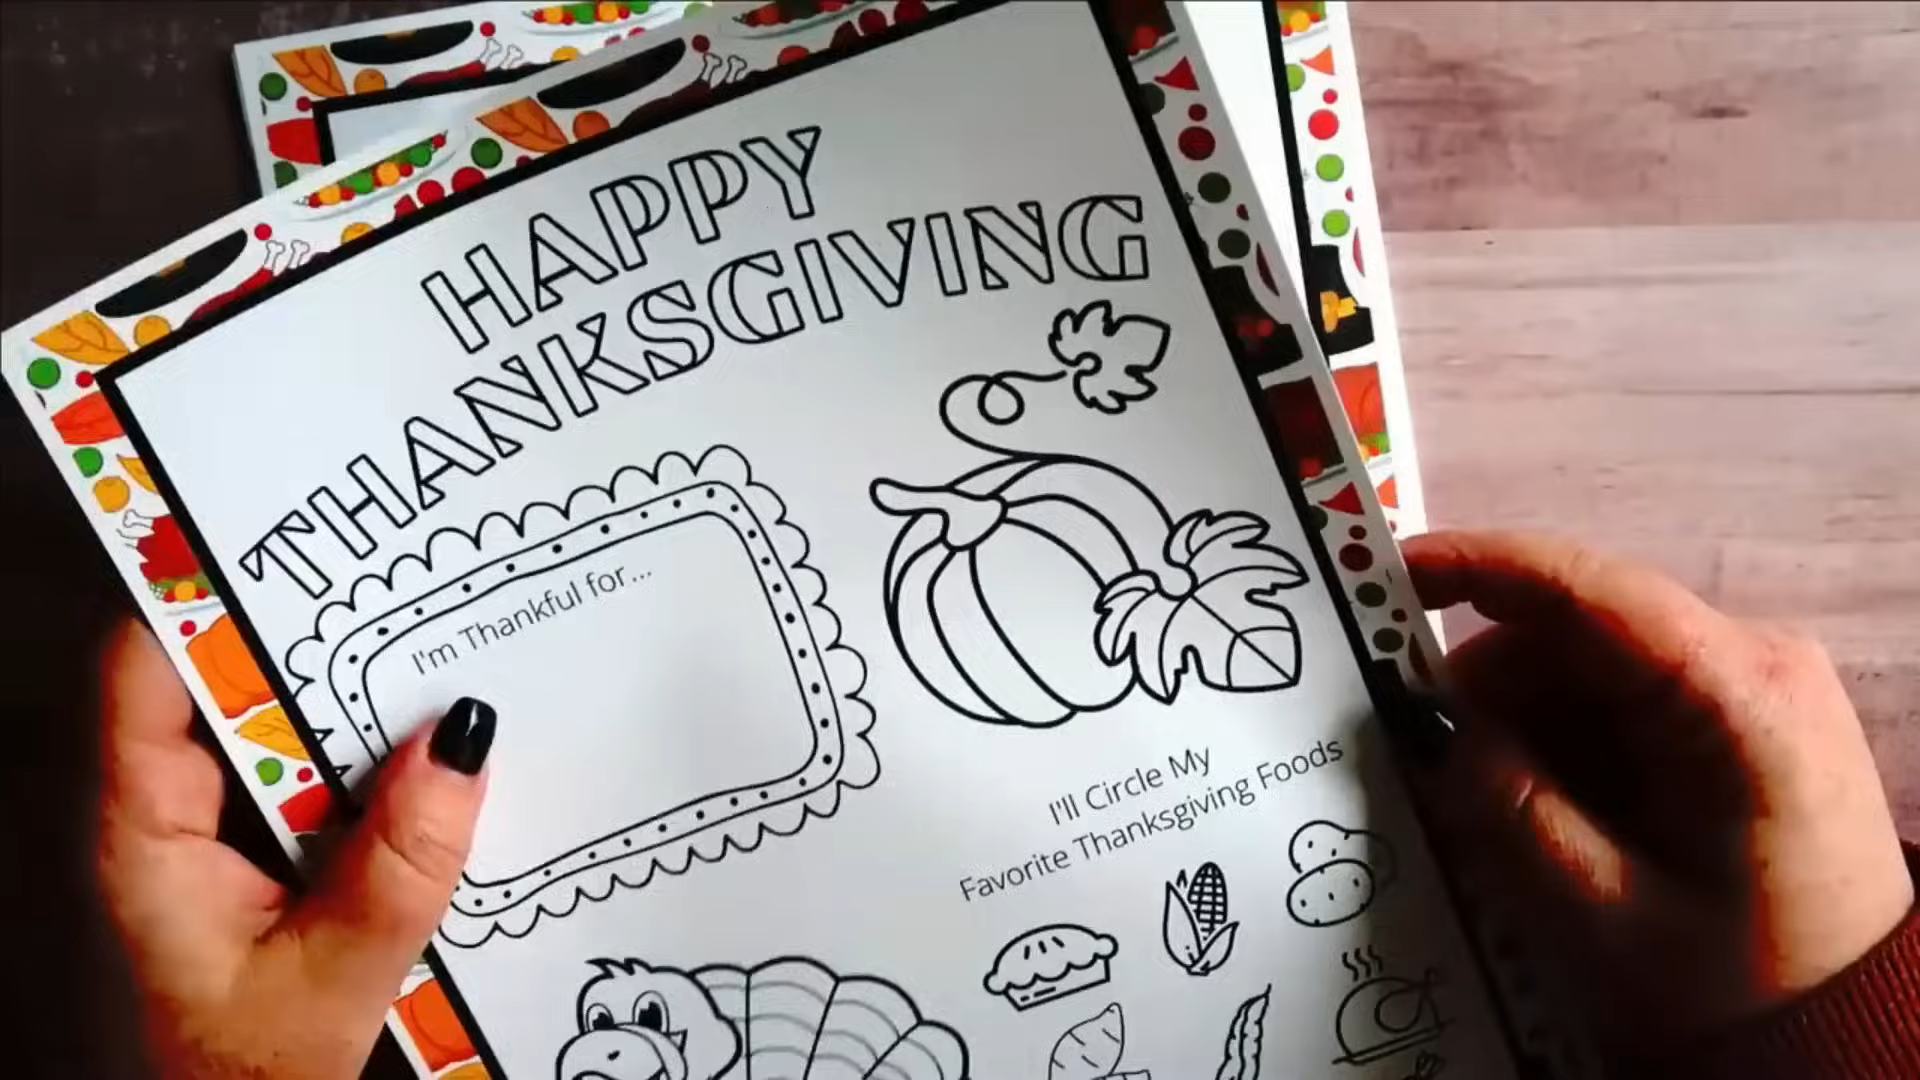 HAPPY
THANKSGIVING
I'm Thankful for...
I'll Circle My
Favorite Thanksgiving Foods